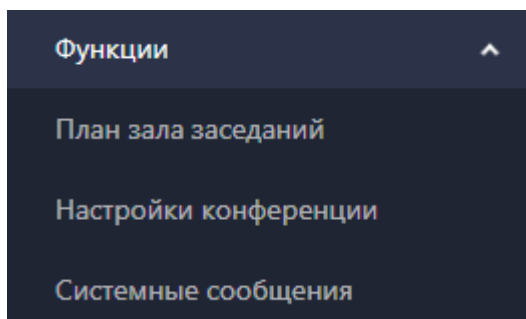 Функции
План зала заседаний
Настройки конференции
Системные сообщения